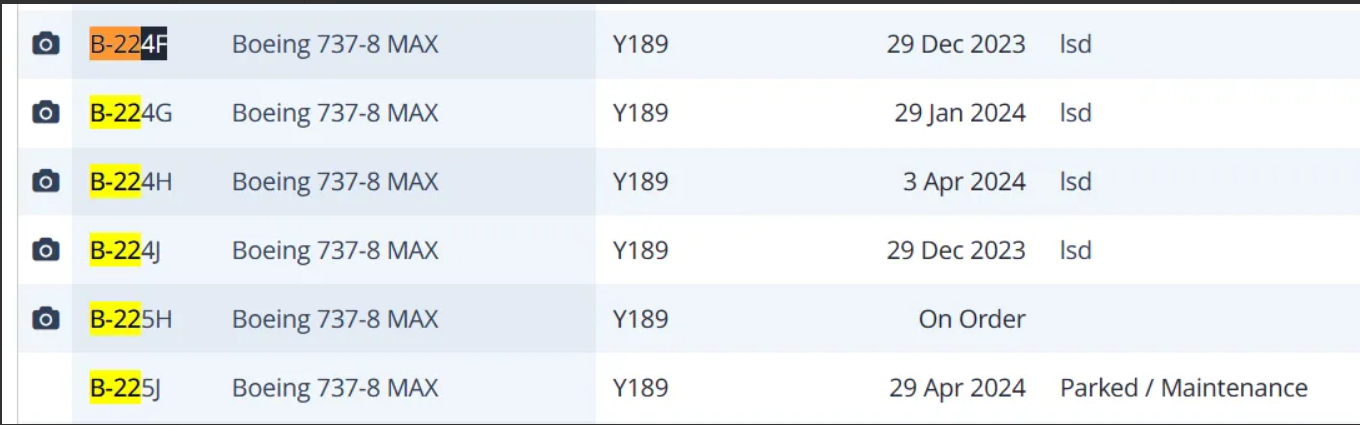 B-224F Boeing 737-8 MAX Y189 29 Dec 2023 lsd
B-224G Boeing 737-8 MAX Y189 29 Jan 2024 lsd
B-224H Boeing 737-8 MAX Y189 3 Apr 2024 lsd
B-224J Boeing 737-8 MAX Y189 29 Dec 2023 lsd
B-225H Boeing 737-8 MAX Y189 On Order
B-225J Boeing 737-8 MAX Y189 29 Apr 2024 Parked / Maintenance